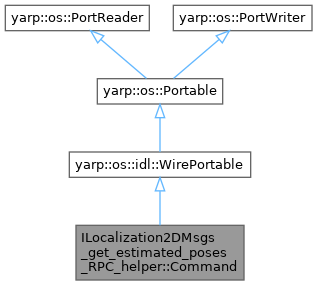 yarp::os::PortReader
yarp::os::PortWriter
yarp::os::Portable
yarp::os::idl::WirePortable
ILocalization2DMsgs
_get_estimated_poses
_RPC_helper::Command